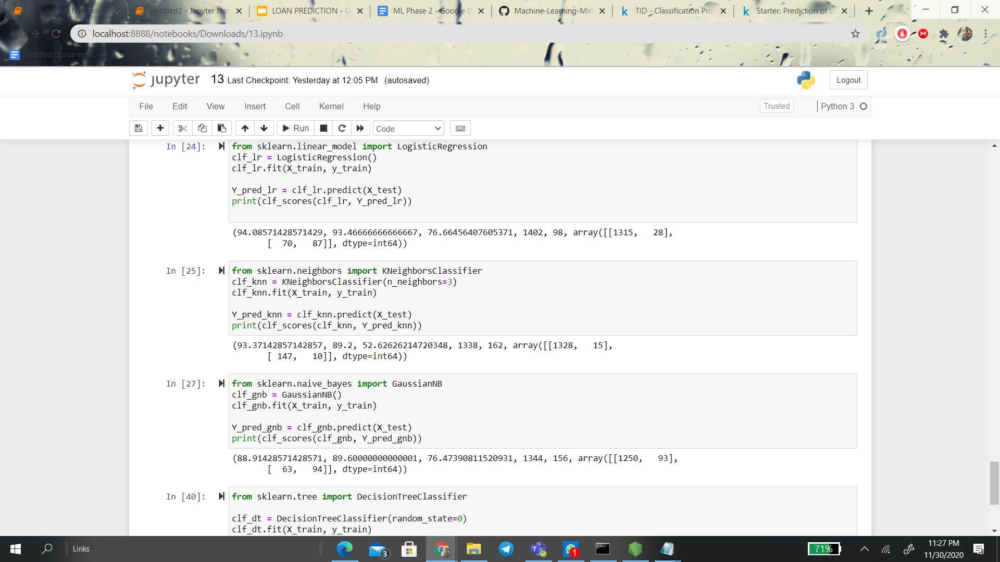 3 - Jupyter Notebook
Untitled2 - Jupyter Not
LOAN PREDICTION - G
ML Phase 2 - Google D
Machine-Learning-Min
TID - Classification Pro
Starter: Prediction of Lo
localhost:8888/notebooks/Downloads/13.ipynb
Untitled documen...
jupyter 13 Last Checkpoint: Yesterday at 12:05 PM (autosaved)
Logout
File Edit View Insert Cell Kernel Help
Trusted
Python 3
Run
Code
In [24]:
from sklearn.linear_model import LogisticRegression
clf_lr = LogisticRegression()
clf_lr.fit(X_train, y_train)
Y_pred_lr = clf_lr.predict(X_test)
print(clf_scores(clf_lr, Y_pred_lr))
(94.08571428571429, 93.46666666666667, 76.66456407605371, 1402, 98, array([[1315,   28],
[  70,   87]], dtype=int64))
In [25]:
from sklearn.neighbors import KNeighborsClassifier
clf_knn = KNeighborsClassifier(n_neighbors=3)
clf_knn.fit(X_train, y_train)
Y_pred_knn = clf_knn.predict(X_test)
print(clf_scores(clf_knn, Y_pred_knn))
(93.37142857142857, 89.2, 52.62626214720348, 1338, 162, array([[1328,   15],
[ 147,   10]], dtype=int64))
In [27]:
from sklearn.naive_bayes import GaussianNB
clf_gnb = GaussianNB()
clf_gnb.fit(X_train, y_train)
Y_pred_gnb = clf_gnb.predict(X_test)
print(clf_scores(clf_gnb, Y_pred_gnb))
(88.91428571428571, 89.60000000000001, 76.47390811520931, 1344, 156, array([[1250,   93],
[  63,   94]], dtype=int64))
In [40]:
from sklearn.tree import DecisionTreeClassifier
clf_dt = DecisionTreeClassifier(random_state=0)
clf_dt.fit(X_train, y_train)
Links
3
1
71%
11:27 PM
11/30/2020